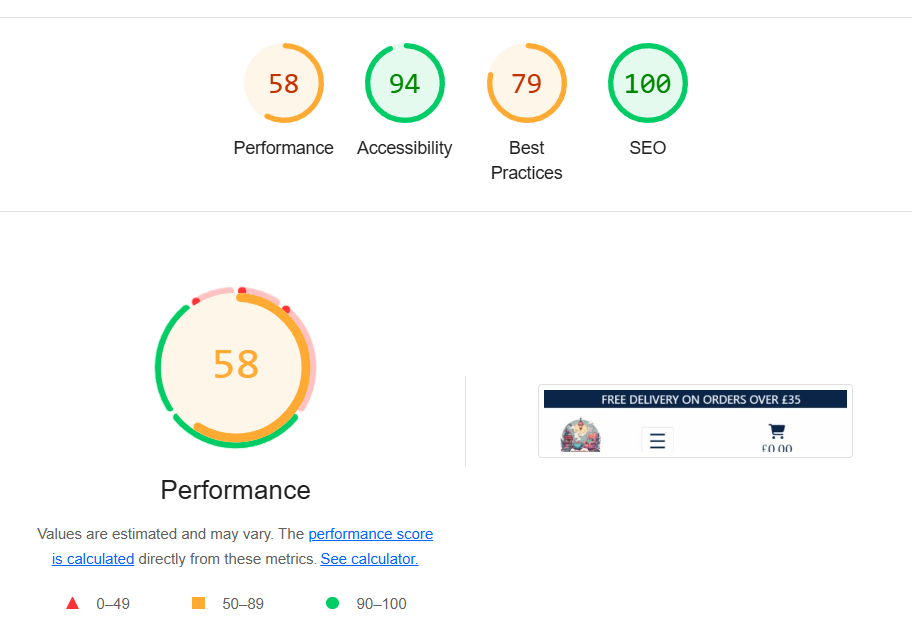 58
94
79
100
Performance
Accessibility
Best
Practices
SEO
58
FREE DELIVERY ON ORDERS OVER £35
£0.00
Performance
Values are estimated and may vary. The performance score
is calculated directly from these metrics. See calculator.
0–49
50–89
90–100